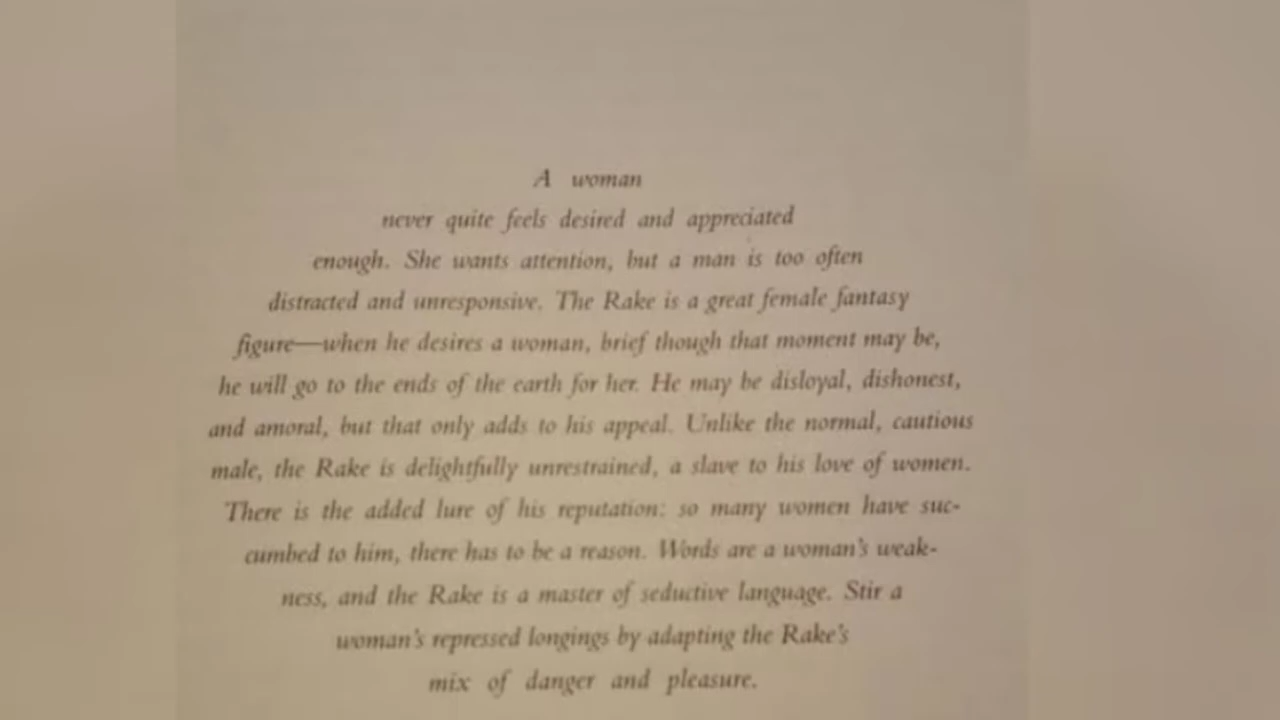 A woman
never quite feels desired and appreciated
enough. She wants attention, but a man is too often
distracted and unresponsive. The Rake is a great female fantasy
figure—when he desires a woman, brief though that moment may be,
he will go to the ends of the earth for her. He may be disloyal, dishonest,
and amoral, but that only adds to his appeal. Unlike the normal, cautious
male, the Rake is delightfully unrestrained, a slave to his love of women.
There is the added lure of his reputation: so many women have suc-
cumbed to him, there has to be a reason. Words are a woman's weak-
ness, and the Rake is a master of seductive language. Stir a
woman's repressed longings by adapting the Rake's
mix of danger and pleasure.